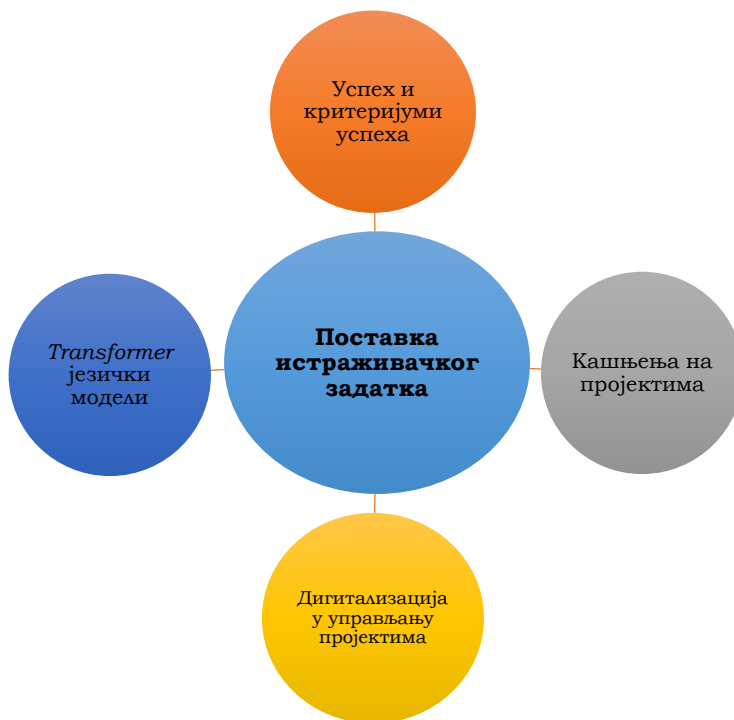 Успех и
критеријуми
успеха
Transformer
језички
модели
Поставка
истраживачког
задатка
Кашњења на
пројектима
Дигитализација
у управљању
пројектима